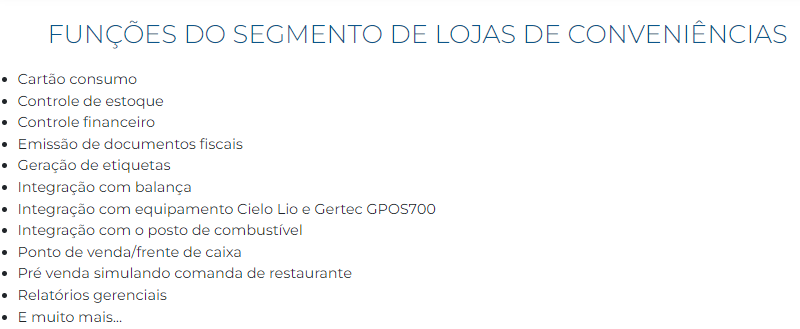 FUNÇÕES DO SEGMENTO DE LOJAS DE CONVENIÊNCIAS
• Cartão consumo
• Controle de estoque
• Controle financeiro
• Emissão de documentos fiscais
• Geração de etiquetas
• Integração com balança
• Integração com equipamento Cielo Lio e Gertec GPOS700
• Integração com o posto de combustível
• Ponto de venda/frente de caixa
• Pré venda simulando comanda de restaurante
• Relatórios gerenciais
• E muito mais...